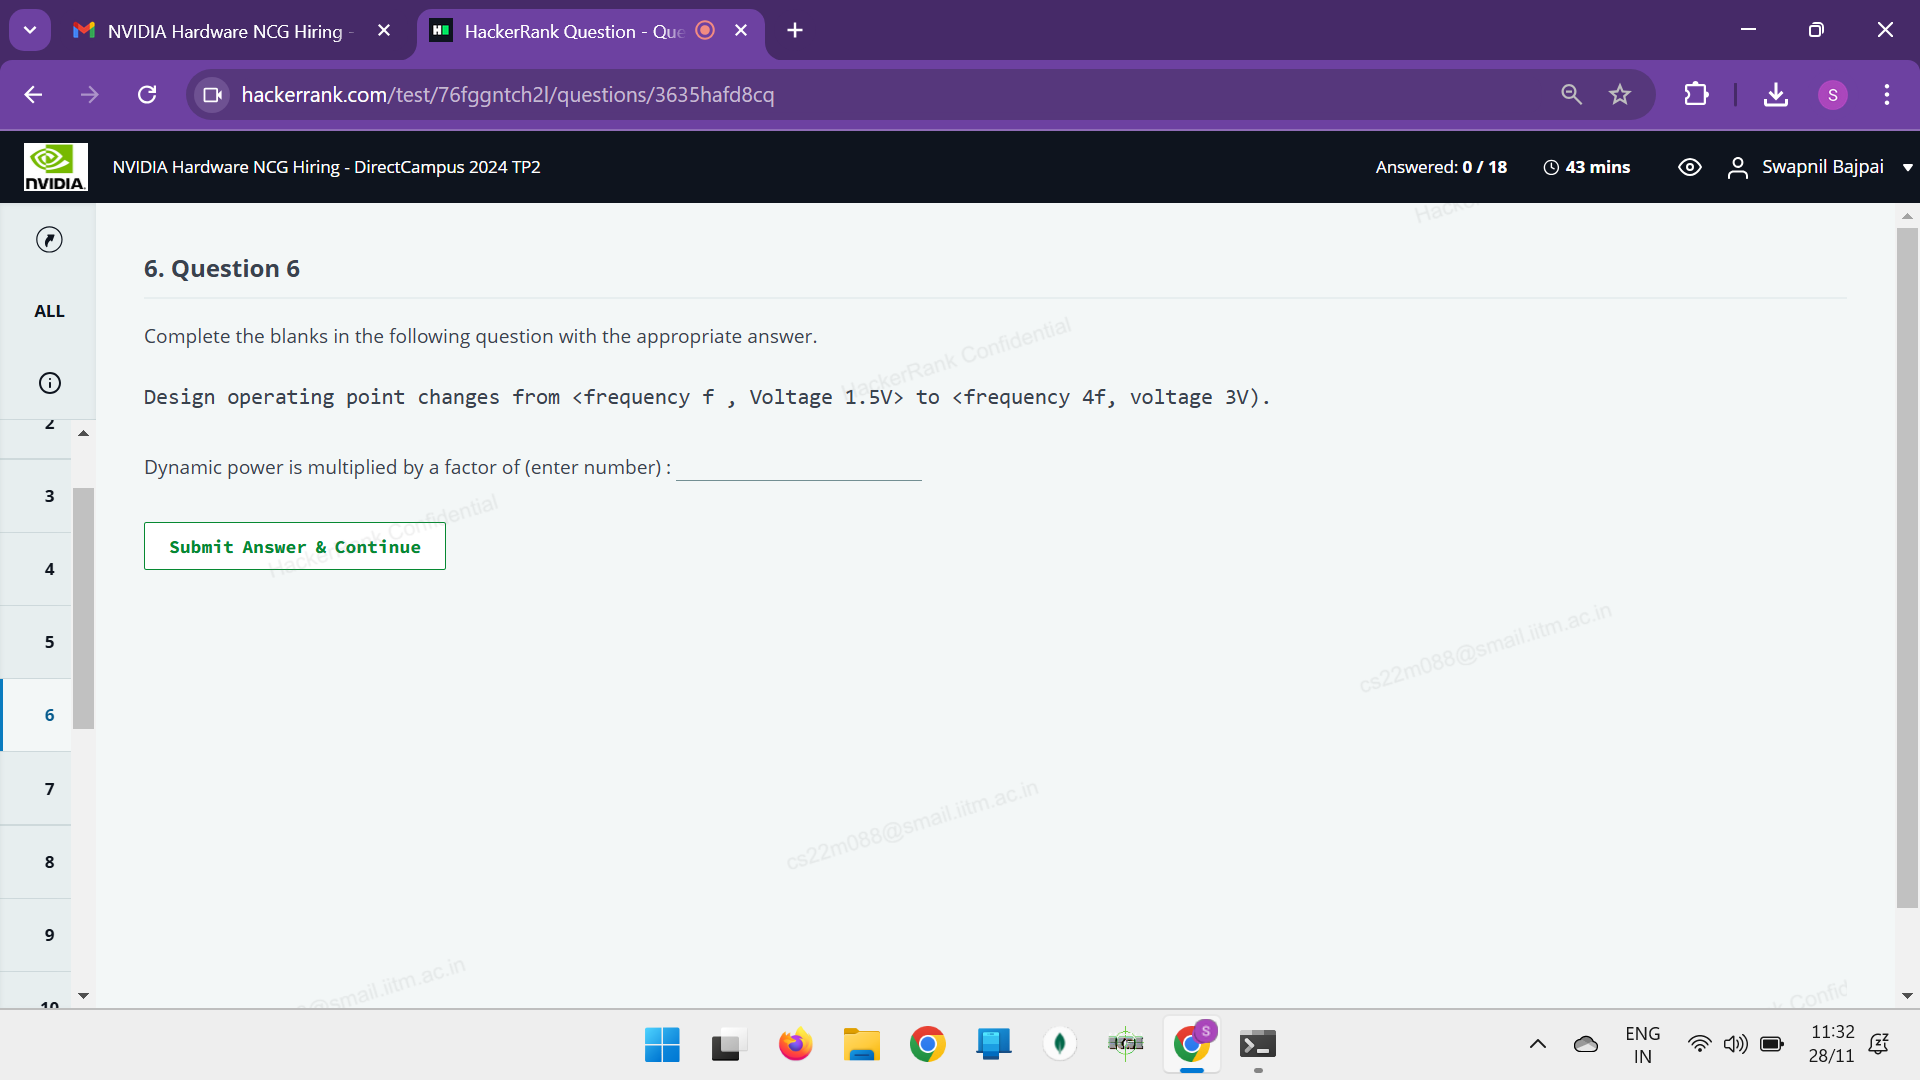 NVIDIA Hardware NCG Hiring -
HackerRank Question - Que
hackerrank.com/test/76fggntch2l/questions/3635hafd8cq
S
NVIDIA
NVIDIA Hardware NCG Hiring - DirectCampus 2024 TP2
Answered: 0 / 18
43 mins
Swapnil Bajpai
ALL
2
3
4
5
6
7
8
9
10
6. Question 6
Complete the blanks in the following question with the appropriate answer.
Design operating point changes from <frequency f , Voltage 1.5V> to <frequency 4f, voltage 3V).
Dynamic power is multiplied by a factor of (enter number) :
Submit Answer & Continue
HackerRank Confidential
HackerRank Confidential
cs22m088@smail.iitm.ac.in
cs22m088@smail.iitm.ac.in
@smail.iitm.ac.in
S
ENG
IN
11:32
28/11